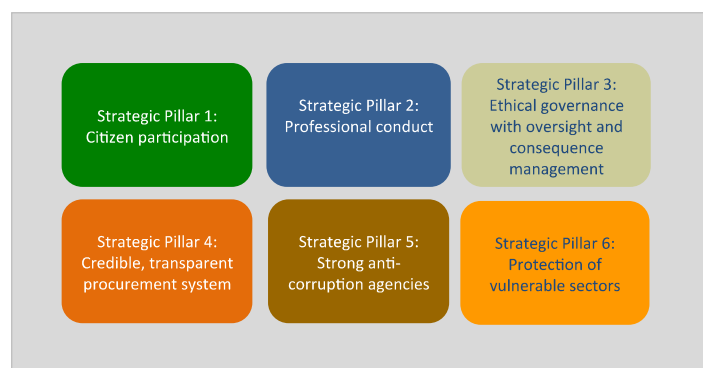 Strategic Pillar 1:
Citizen participation
Strategic Pillar 2:
Professional conduct
Strategic Pillar 3:
Ethical governance
with oversight and
consequence
management
Strategic Pillar 4:
Credible, transparent
procurement system
Strategic Pillar 5:
Strong anti-
corruption agencies
Strategic Pillar 6:
Protection of
vulnerable sectors